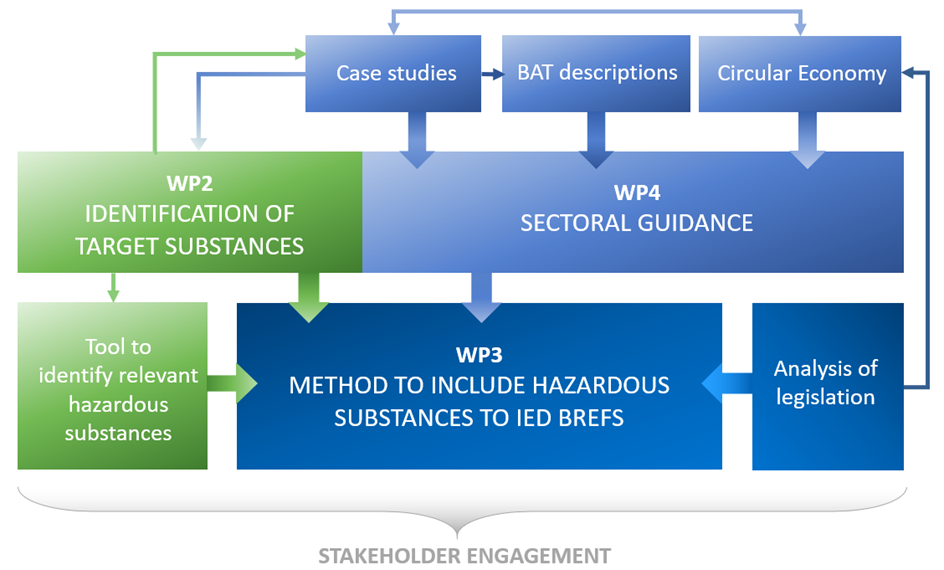 Case studies
BAT descriptions
Circular Economy
WP2
IDENTIFICATION OF
TARGET SUBSTANCES
WP4
SECTORAL GUIDANCE
Tool to
identify relevant
hazardous
substances
WP3
METHOD TO INCLUDE HAZARDOUS
SUBSTANCES TO IED BREFS
Analysis of
legislation
STAKEHOLDER ENGAGEMENT